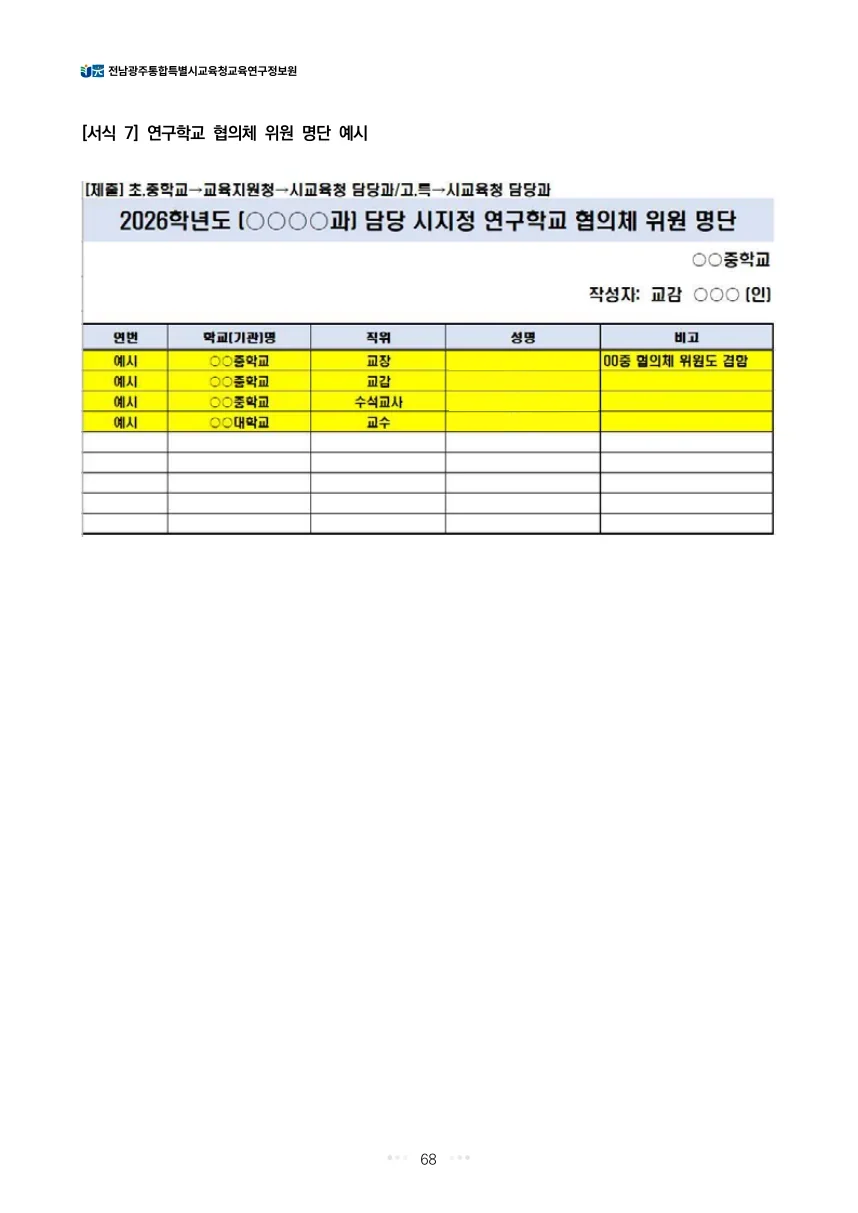 전남광주통합특별시교육청교육연구정보원
[서식 7] 연구학교 협의체 위원 명단 예시
[제출] 초,중학교→교육지원청→시교육청 담당과/고,특→시교육청 담당과
2026학년도 (○○○○과) 담당 시지정 연구학교 협의체 위원 명단
○○중학교
작성자: 교감 ○○○ (인)
연번 학교(기관)명 직위 성명 비고
예시 ○○중학교 교장 00중 협의체 위원도 겸함
예시 ○○중학교 교감
예시 ○○중학교 수석교사
예시 ○○대학교 교수
68